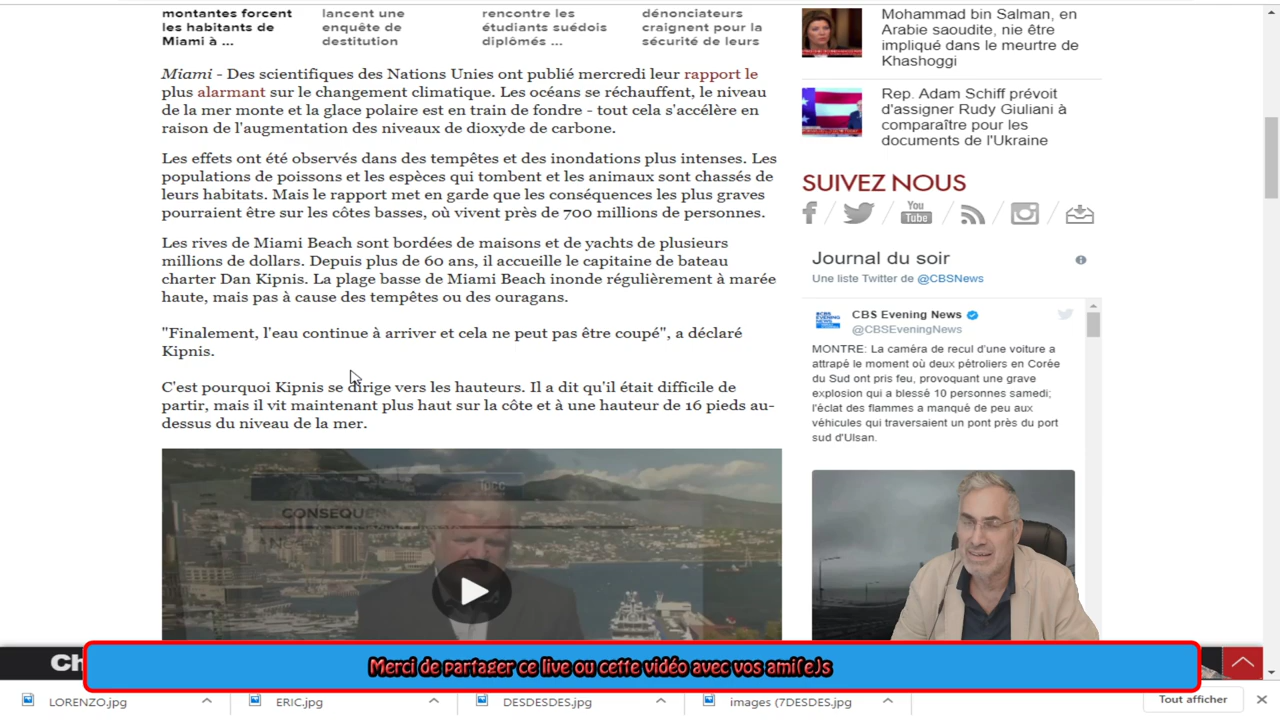 montantes forcent
les habitants de
Miami à ...
lancent une
enquête de
destitution
rencontre les
étudiants suédois
diplômés ...
dénonciateurs
craignent pour la
sécurité de leurs
Miami - Des scientifiques des Nations Unies ont publié mercredi leur rapport le
plus alarmant sur le changement climatique. Les océans se réchauffent, le niveau
de la mer monte et la glace polaire est en train de fondre - tout cela s'accélère en
raison de l'augmentation des niveaux de dioxyde de carbone.
Les effets ont été observés dans des tempêtes et des inondations plus intenses. Les
populations de poissons et les espèces qui tombent et les animaux sont chassés de
leurs habitats. Mais le rapport met en garde que les conséquences les plus graves
pourraient être sur les côtes basses, où vivent près de 700 millions de personnes.
Les rives de Miami Beach sont bordées de maisons et de yachts de plusieurs
millions de dollars. Depuis plus de 60 ans, il accueille le capitaine de bateau
charter Dan Kipnis. La plage basse de Miami Beach inonde régulièrement à marée
haute, mais pas à cause des tempêtes ou des ouragans.
"Finalement, l'eau continue à arriver et cela ne peut pas être coupé", a déclaré
Kipnis.
C'est pourquoi Kipnis se dirige vers les hauteurs. Il a dit qu'il était difficile de
partir, mais il vit maintenant plus haut sur la côte et à une hauteur de 16 pieds au-
dessus du niveau de la mer.
Mohammad bin Salman, en
Arabie saoudite, nie être
impliqué dans le meurtre de
Khashoggi
Rep. Adam Schiff prévoit
d'assigner Rudy Giuliani à
comparaître pour les
documents de l'Ukraine
SUIVEZ NOUS
You
Tube
Journal du soir
Une liste Twitter de @CBSNews
CBS Evening News
@CBSEveningNews
MONTRE: La caméra de recul d'une voiture a
attrapé le moment où deux pétroliers en Corée
du Sud ont pris feu, provoquant une grave
explosion qui a blessé 10 personnes samedi;
l'éclat des flammes a manqué de peu aux
véhicules qui traversaient un pont près du port
sud d'Ulsan.
Merci de partager ce live ou cette vidéo avec vos ami(e)s
LORENZO.jpg
ERIC.jpg
DESDESDES.jpg
images (7DESDES.jpg
Tout afficher